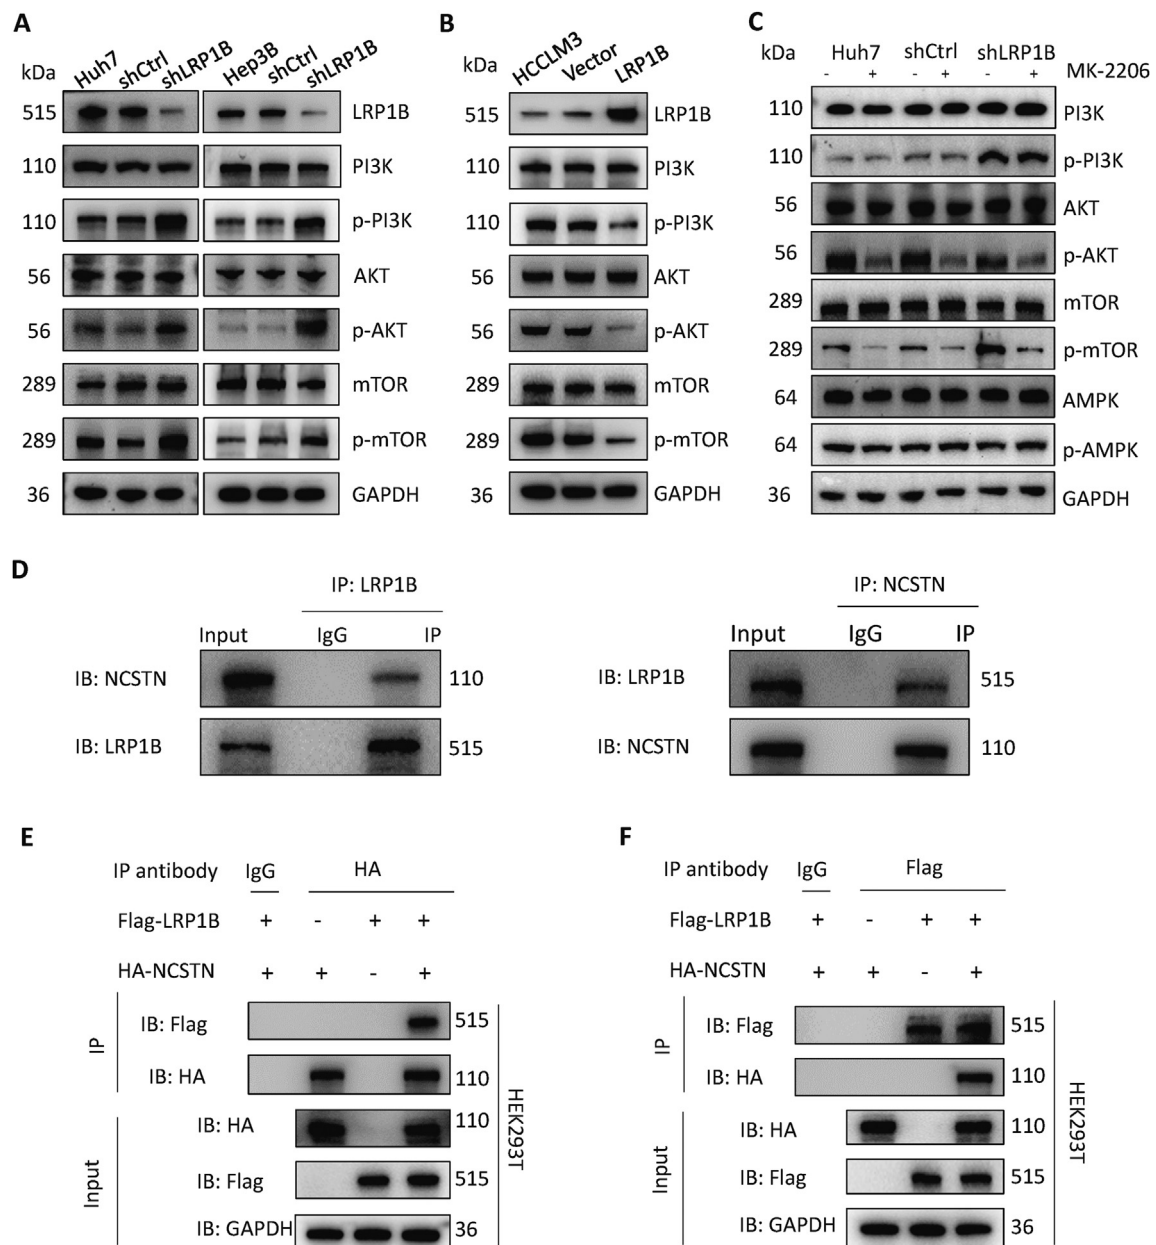 A
kDa Huh7 shCtrl shLRP1B Hep3B shCtrl shLRP1B
515 LRP1B
110 PI3K
110 p-PI3K
56 AKT
56 p-AKT
289 mTOR
289 p-mTOR
36 GAPDH
B
kDa HCCLM3 Vector LRP1B
515 LRP1B
110 PI3K
110 p-PI3K
56 AKT
56 p-AKT
289 mTOR
289 p-mTOR
36 GAPDH
C
kDa Huh7 shCtrl shLRP1B
- + - + - + MK-2206
110 PI3K
110 p-PI3K
56 AKT
56 p-AKT
289 mTOR
289 p-mTOR
64 AMPK
64 p-AMPK
36 GAPDH
D
IP: LRP1B
Input IgG IP
IB: NCSTN 110
IB: LRP1B 515
IP: NCSTN
Input IgG IP
IB: LRP1B 515
IB: NCSTN 110
E
IP antibody IgG HA
Flag-LRP1B + - + +
HA-NCSTN + + - +
IP
IB: Flag 515
IB: HA 110
Input
IB: HA 110
IB: Flag 515
IB: GAPDH 36
HEK293T
F
IP antibody IgG Flag
Flag-LRP1B + - + +
HA-NCSTN + + - +
IP
IB: Flag 515
IB: HA 110
Input
IB: HA 110
IB: Flag 515
IB: GAPDH 36
HEK293T